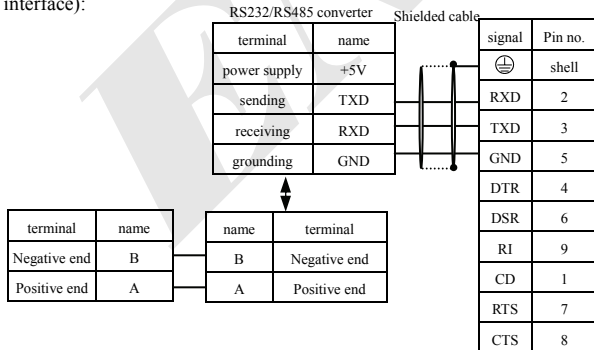 interface):
RS232/RS485 converter
Shielded cable
terminal name
power supply +5V
sending TXD
receiving RXD
grounding GND
signal Pin no.
shell
RXD 2
TXD 3
GND 5
DTR 4
DSR 6
RI 9
CD 1
RTS 7
CTS 8
terminal name
Negative end B
Positive end A
name terminal
B Negative end
A Positive end